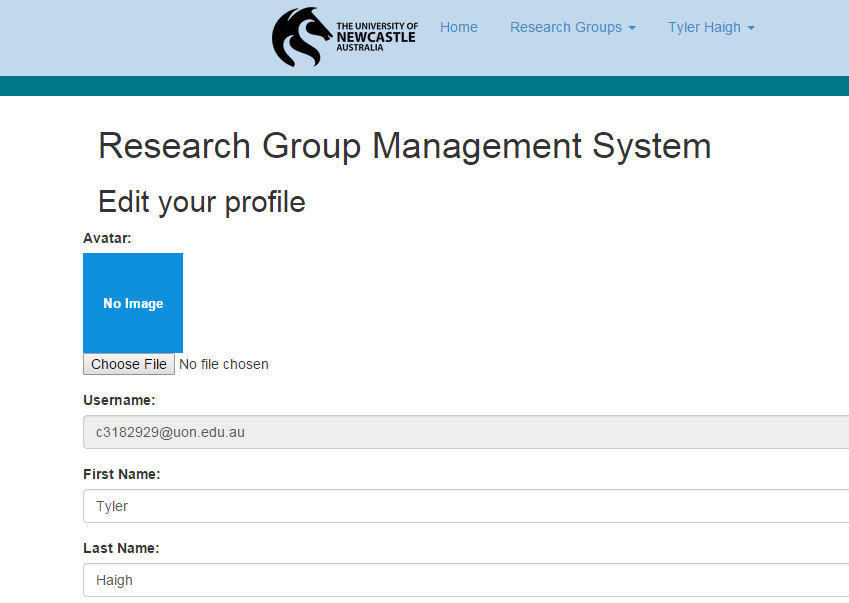 THE UNIVERSITY OF
NEWCASTLE
AUSTRALIA
Home
Research Groups
Tyler Haigh
Research Group Management System
Edit your profile
Avatar:
No Image
Choose File No file chosen
Username:
c3182929@uon.edu.au
First Name:
Tyler
Last Name:
Haigh